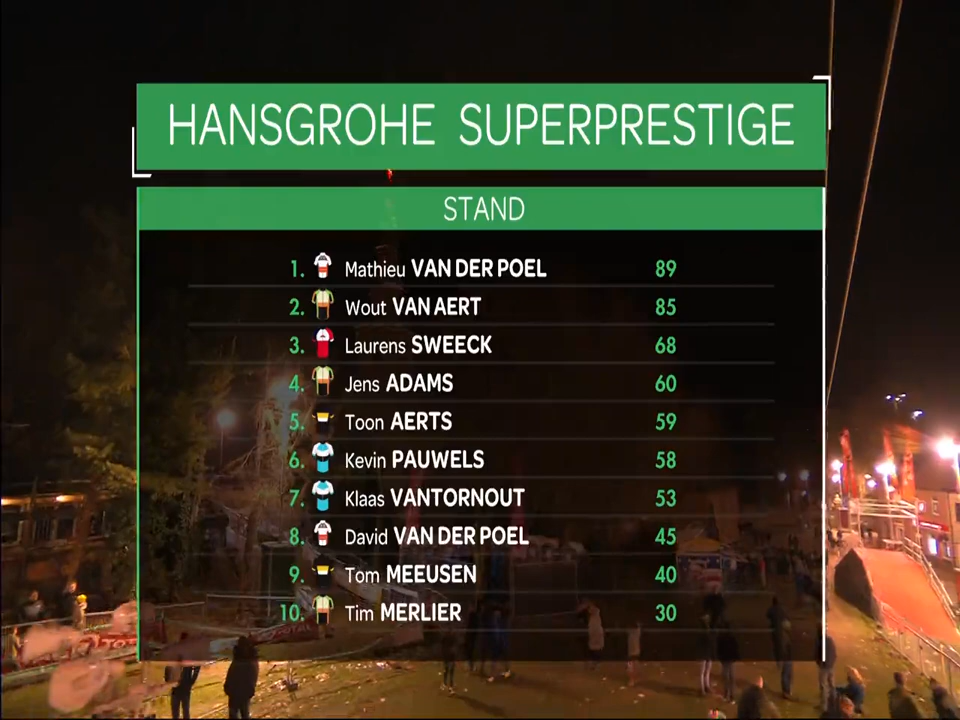 HANSGROHE SUPERPRESTIGE
STAND
1. Mathieu VAN DER POEL 89
2. Wout VAN AERT 85
3. Laurens SWEECK 68
4. Jens ADAMS 60
5. Toon AERTS 59
6. Kevin PAUWELS 58
7. Klaas VANTORNOUT 53
8. David VAN DER POEL 45
9. Tom MEEUSEN 40
10. Tim MERLIER 30